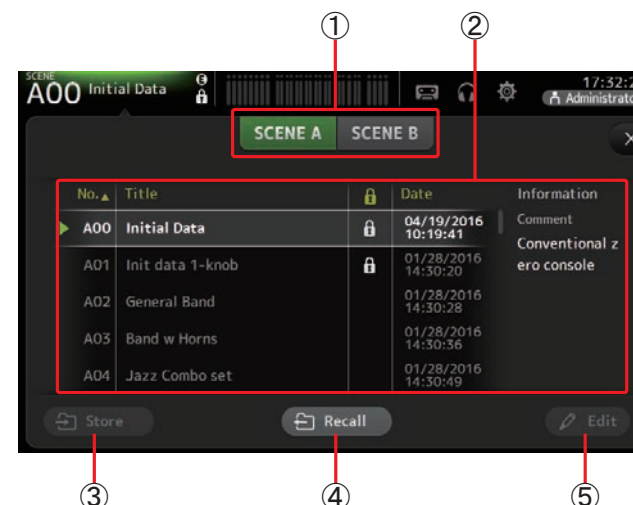 ① ②
SCENE
A00 Initial Data E 17:32:2
Administrato
SCENE A SCENE B X
No.▲ Title Date Information
A00 Initial Data 04/19/2016 10:19:41 Comment
Conventional z
ero console
A01 Init data 1-knob 01/28/2016 14:30:20
A02 General Band 01/28/2016 14:30:28
A03 Band w Horns 01/28/2016 14:30:36
A04 Jazz Combo set 01/28/2016 14:30:49
Store Recall Edit
③ ④ ⑤